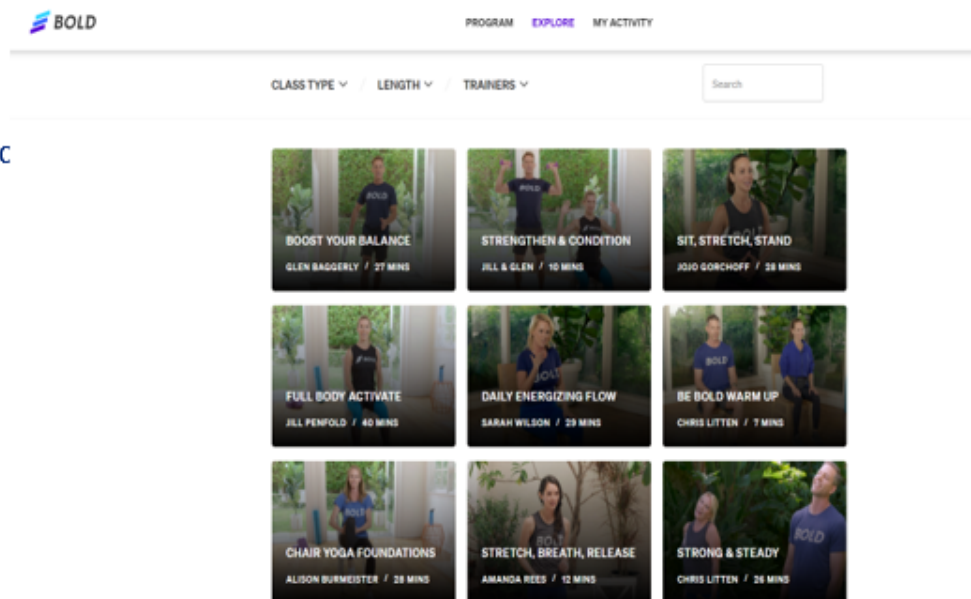 BOLD
PROGRAM EXPLORE MY ACTIVITY
CLASS TYPE LENGTH TRAINERS
Search
C
BOOST YOUR BALANCE
GLEN BAGGERLY / 27 MINS
STRENGTHEN & CONDITION
JILL & GLEN / 10 MINS
SIT, STRETCH, STAND
JOJO GORCHOFF / 28 MINS
FULL BODY ACTIVATE
JILL PENFOLD / 40 MINS
DAILY ENERGIZING FLOW
SARAH WILSON / 29 MINS
BE BOLD WARM UP
CHRIS LITTEN / 7 MINS
CHAIR YOGA FOUNDATIONS
ALISON BURMEISTER / 28 MINS
STRETCH, BREATH, RELEASE
AMANDA REES / 12 MINS
STRONG & STEADY
CHRIS LITTEN / 26 MINS